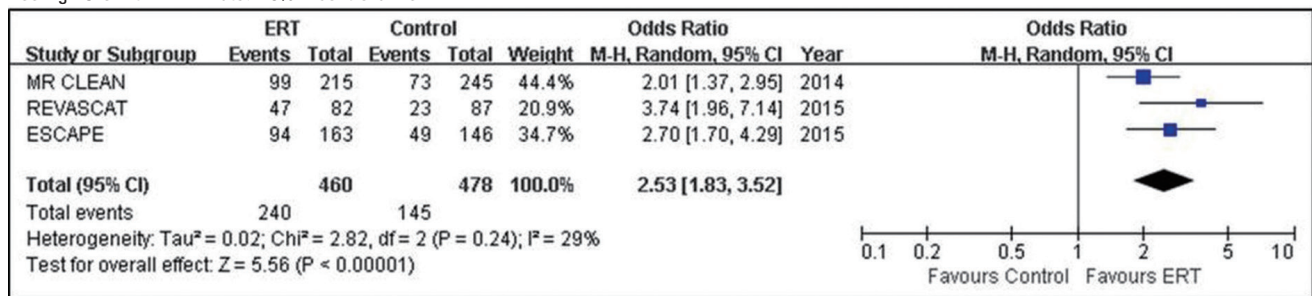 ERT Control Odds Ratio Odds Ratio
Study or Subgroup Events Total Events Total Weight M-H, Random, 95% CI Year M-H, Random, 95% CI
MR CLEAN 99 215 73 245 44.4% 2.01 [1.37, 2.95] 2014
REVASCAT 47 82 23 87 20.9% 3.74 [1.96, 7.14] 2015
ESCAPE 94 163 49 146 34.7% 2.70 [1.70, 4.29] 2015
Total (95% CI) 460 478 100.0% 2.53 [1.83, 3.52]
Total events 240 145
Heterogeneity: Tau² = 0.02; Chi² = 2.82, df = 2 (P = 0.24); I² = 29%
Test for overall effect: Z = 5.56 (P < 0.00001)
0.1 0.2 0.5 1 2 5 10
Favours Control Favours ERT